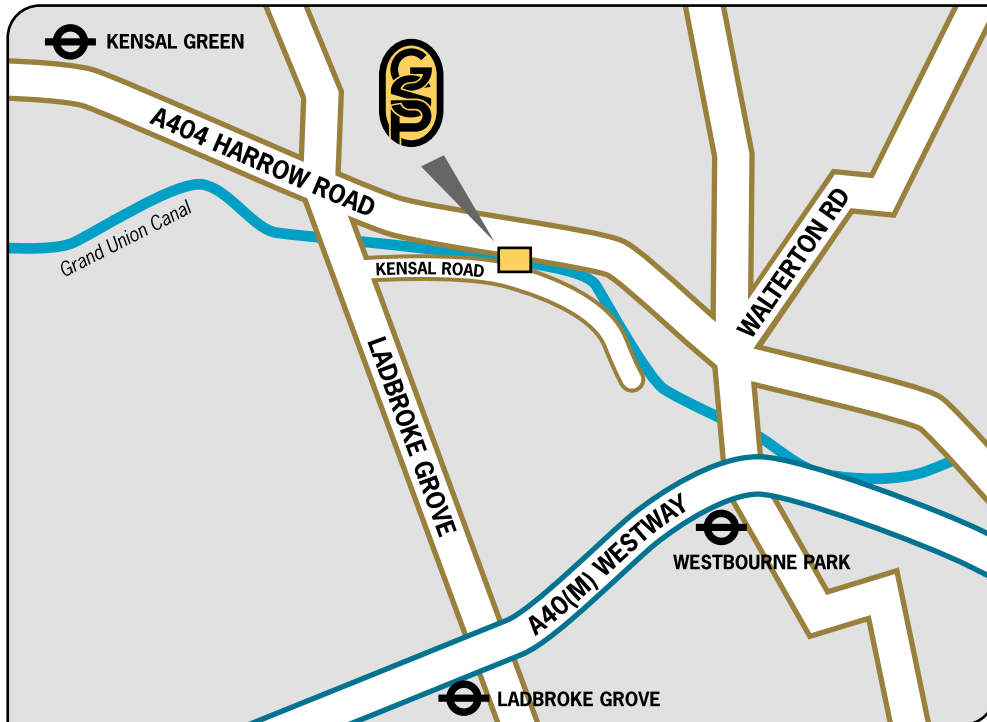 KENSAL GREEN
GSP
A404 HARROW ROAD
Grand Union Canal
KENSAL ROAD
WALTERTON RD
LADBROKE GROVE
A40(M) WESTWAY
WESTBOURNE PARK
LADBROKE GROVE